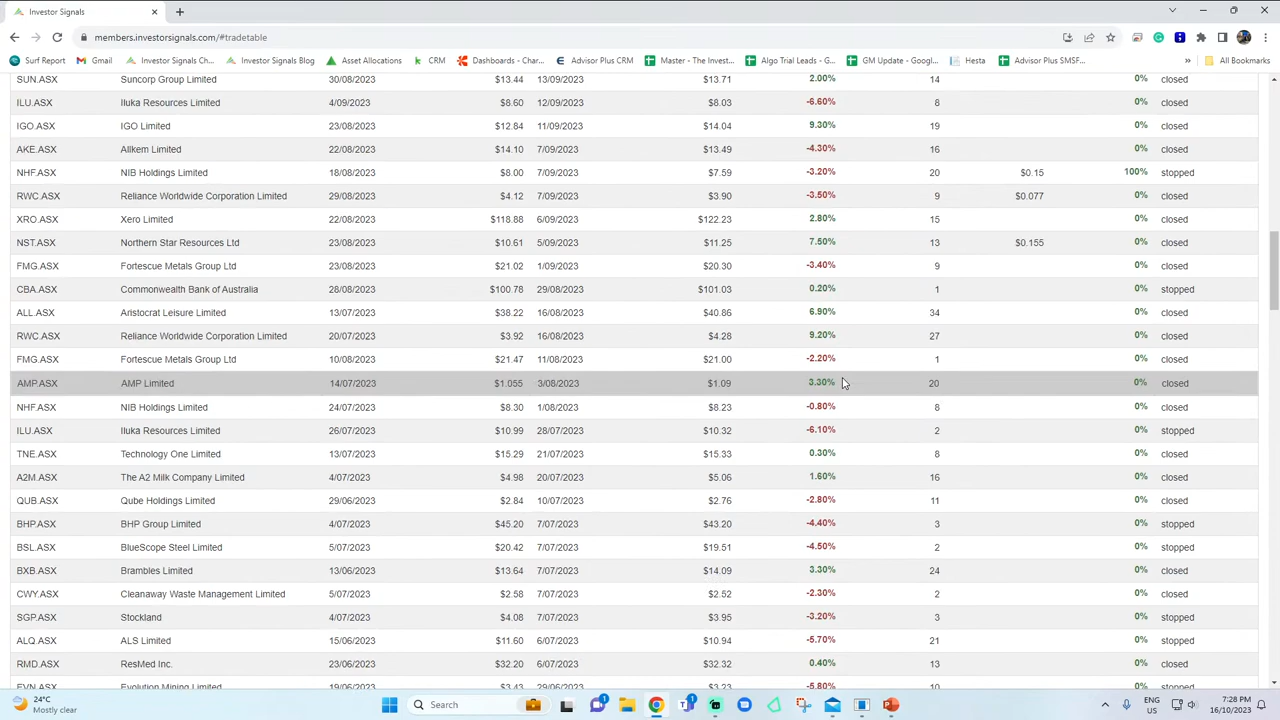 Investor Signals
members.investorsignals.com/#tradetable
Surf Report Gmail Investor Signals Ch... Investor Signals Blog Asset Allocations CRM Dashboards - Char... Advisor Plus CRM Master - The Invest... Algo Trial Leads - G... GM Update - Googl... Hesta Advisor Plus SMSF... » All Bookmarks
SUN.ASX Suncorp Group Limited 30/08/2023 $13.44 13/09/2023 $13.71 2.00% 14 0% closed
ILU.ASX Iluka Resources Limited 4/09/2023 $8.60 12/09/2023 $8.03 -6.60% 8 0% closed
IGO.ASX IGO Limited 23/08/2023 $12.84 11/09/2023 $14.04 9.30% 19 0% closed
AKE.ASX Allkem Limited 22/08/2023 $14.10 7/09/2023 $13.49 -4.30% 16 0% closed
NHF.ASX NIB Holdings Limited 18/08/2023 $8.00 7/09/2023 $7.59 -3.20% 20 $0.15 100% stopped
RWC.ASX Reliance Worldwide Corporation Limited 29/08/2023 $4.12 7/09/2023 $3.90 -3.50% 9 $0.077 0% closed
XRO.ASX Xero Limited 22/08/2023 $118.88 6/09/2023 $122.23 2.80% 15 0% closed
NST.ASX Northern Star Resources Ltd 23/08/2023 $10.61 5/09/2023 $11.25 7.50% 13 $0.155 0% closed
FMG.ASX Fortescue Metals Group Ltd 23/08/2023 $21.02 1/09/2023 $20.30 -3.40% 9 0% closed
CBA.ASX Commonwealth Bank of Australia 28/08/2023 $100.78 29/08/2023 $101.03 0.20% 1 0% stopped
ALL.ASX Aristocrat Leisure Limited 13/07/2023 $38.22 16/08/2023 $40.86 6.90% 34 0% closed
RWC.ASX Reliance Worldwide Corporation Limited 20/07/2023 $3.92 16/08/2023 $4.28 9.20% 27 0% closed
FMG.ASX Fortescue Metals Group Ltd 10/08/2023 $21.47 11/08/2023 $21.00 -2.20% 1 0% closed
AMP.ASX AMP Limited 14/07/2023 $1.055 3/08/2023 $1.09 3.30% 20 0% closed
NHF.ASX NIB Holdings Limited 24/07/2023 $8.30 1/08/2023 $8.23 -0.80% 8 0% closed
ILU.ASX Iluka Resources Limited 26/07/2023 $10.99 28/07/2023 $10.32 -6.10% 2 0% stopped
TNE.ASX Technology One Limited 13/07/2023 $15.29 21/07/2023 $15.33 0.30% 8 0% closed
A2M.ASX The A2 Milk Company Limited 4/07/2023 $4.98 20/07/2023 $5.06 1.60% 16 0% closed
QUB.ASX Qube Holdings Limited 29/06/2023 $2.84 10/07/2023 $2.76 -2.80% 11 0% closed
BHP.ASX BHP Group Limited 4/07/2023 $45.20 7/07/2023 $43.20 -4.40% 3 0% stopped
BSL.ASX BlueScope Steel Limited 5/07/2023 $20.42 7/07/2023 $19.51 -4.50% 2 0% stopped
BXB.ASX Brambles Limited 13/06/2023 $13.64 7/07/2023 $14.09 3.30% 24 0% closed
CWY.ASX Cleanaway Waste Management Limited 5/07/2023 $2.58 7/07/2023 $2.52 -2.30% 2 0% closed
SGP.ASX Stockland 4/07/2023 $4.08 7/07/2023 $3.95 -3.20% 3 0% stopped
ALQ.ASX ALS Limited 15/06/2023 $11.60 6/07/2023 $10.94 -5.70% 21 0% stopped
RMD.ASX ResMed Inc. 23/06/2023 $32.20 6/07/2023 $32.32 0.40% 13 0% closed
EVN.ASX Evolution Mining Limited 19/06/2023 $3.43 4/07/2023 $3.23 -5.80% 10 0% stopped
24°C
Mostly clear
Search
1
1
ENG
US
7:28 PM
16/10/2023